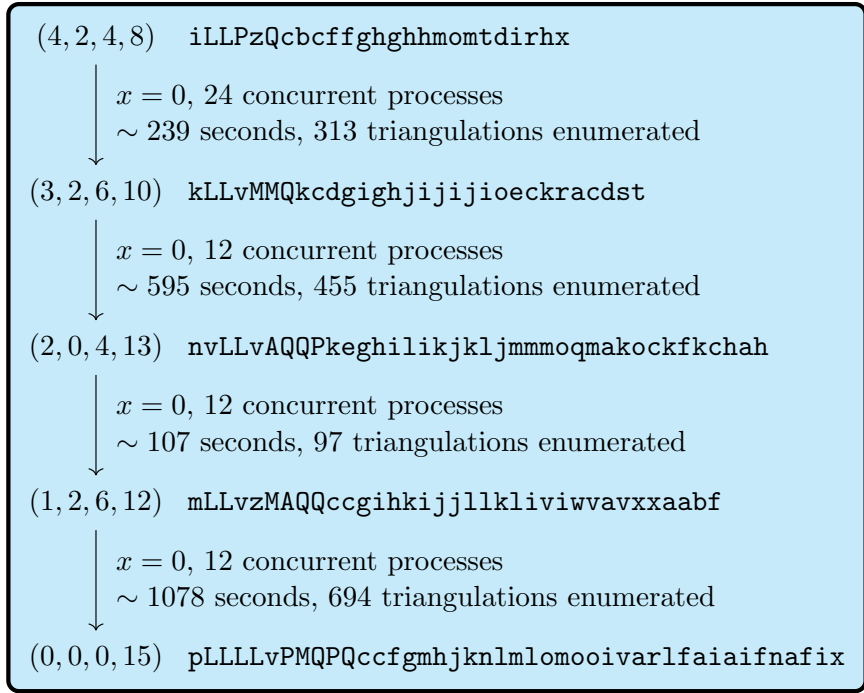 (4, 2, 4, 8) iLLPzQcbcffghghhmomtdirhx
x = 0, 24 concurrent processes
∼ 239 seconds, 313 triangulations enumerated
(3, 2, 6, 10) kLLvMMQkcdgighjijijioeckracdst
x = 0, 12 concurrent processes
∼ 595 seconds, 455 triangulations enumerated
(2, 0, 4, 13) nvLLvAQQPkeghilikjkljmmmoqmakockfkchah
x = 0, 12 concurrent processes
∼ 107 seconds, 97 triangulations enumerated
(1, 2, 6, 12) mLLvzMAQQccgihkijjllkliviwvavxxaabf
x = 0, 12 concurrent processes
∼ 1078 seconds, 694 triangulations enumerated
(0, 0, 0, 15) pLLLLvPMQPQccfgmhjknlmlomooivarlfaiaifnafix